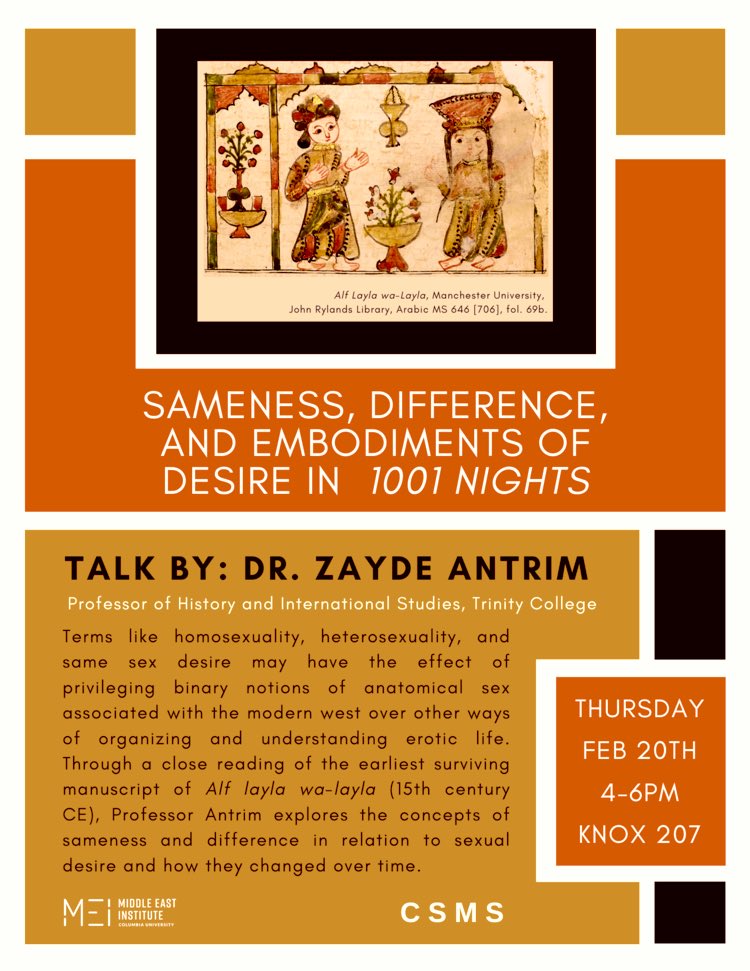 Alf Layla wa-Layla, Manchester University,
John Rylands Library, Arabic MS 646 [706], fol. 69b.
SAMENESS, DIFFERENCE,
AND EMBODIMENTS OF
DESIRE IN 1001 NIGHTS
TALK BY: DR. ZAYDE ANTRIM
Professor of History and International Studies, Trinity College
Terms like homosexuality, heterosexuality, and
same sex desire may have the effect of
privileging binary notions of anatomical sex
associated with the modern west over other ways
of organizing and understanding erotic life.
Through a close reading of the earliest surviving
manuscript of Alf layla wa-layla (15th century
CE), Professor Antrim explores the concepts of
sameness and difference in relation to sexual
desire and how they changed over time.
THURSDAY
FEB 20TH
4-6PM
KNOX 207
MEI
MIDDLE EAST
INSTITUTE
COLUMBIA UNIVERSITY
CSMS